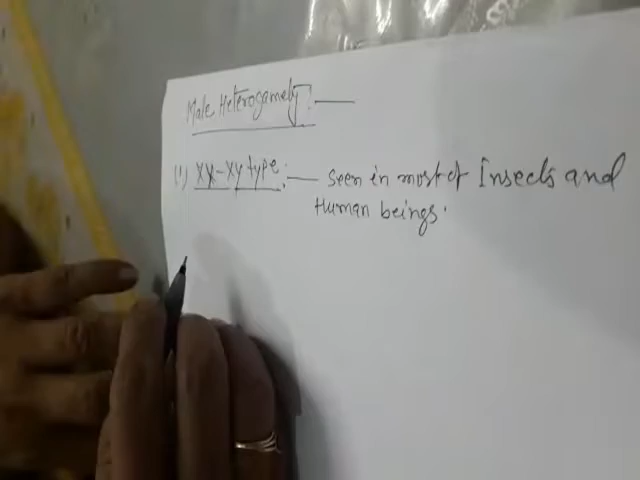 Male Heterogamety:—
(1) XX-XY type:— Seen in most of Insects and
Human beings.